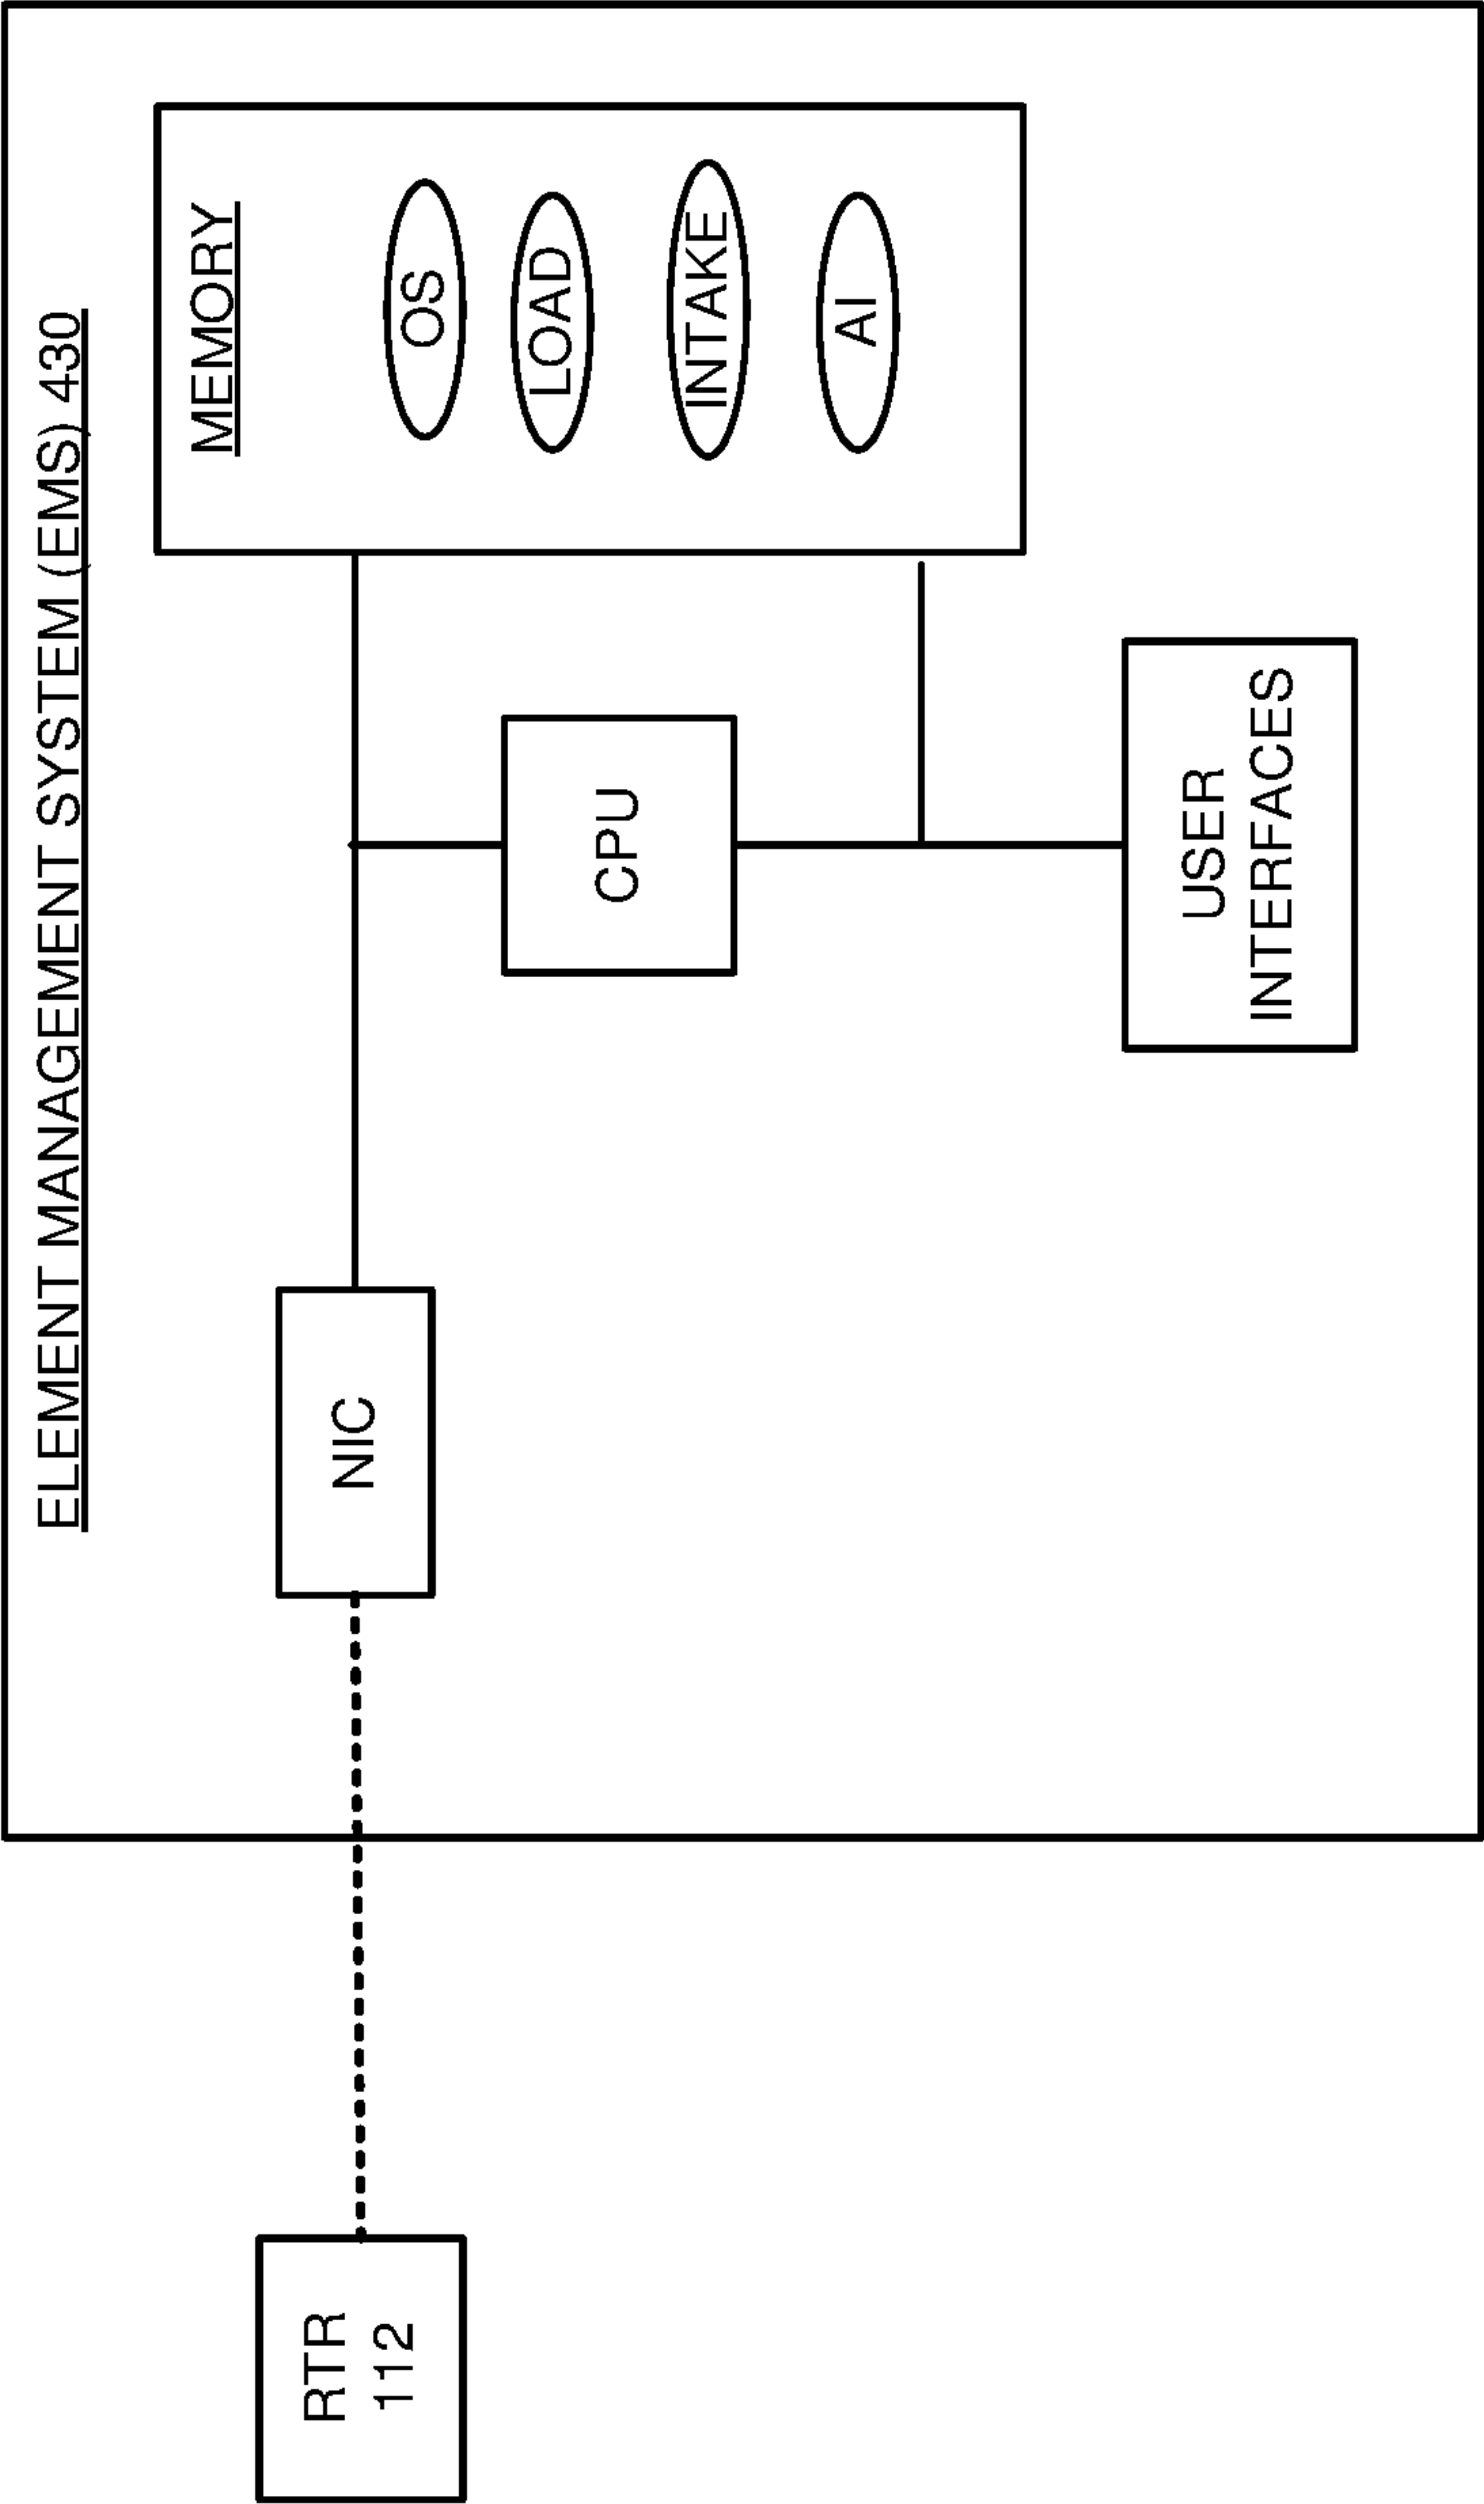 ELEMENT MANAGEMENT SYSTEM (EMS) 430
RTR
112
NIC
CPU
USER
INTERFACES
MEMORY
OS
LOAD
INTAKE
AI